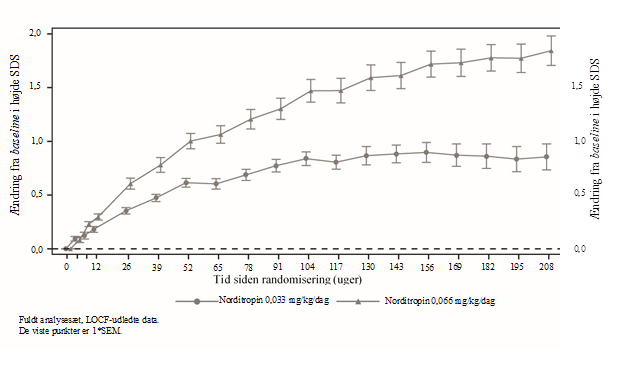 Ændring fra baseline i højde SDS
2,0
1,5
1,0
0,5
0,0
1,5
1,0
0,5
0,0
Ændring fra baseline i højde SDS
0 12 26 39 52 65 78 91 104 117 130 143 156 169 182 195 208
Tid siden randomisering (uger)
Norditropin 0,033 mg/kg/dag Norditropin 0,066 mg/kg/dag
Fuldt analysesæt, LOCF-udledte data.
De viste punkter er 1*SEM.